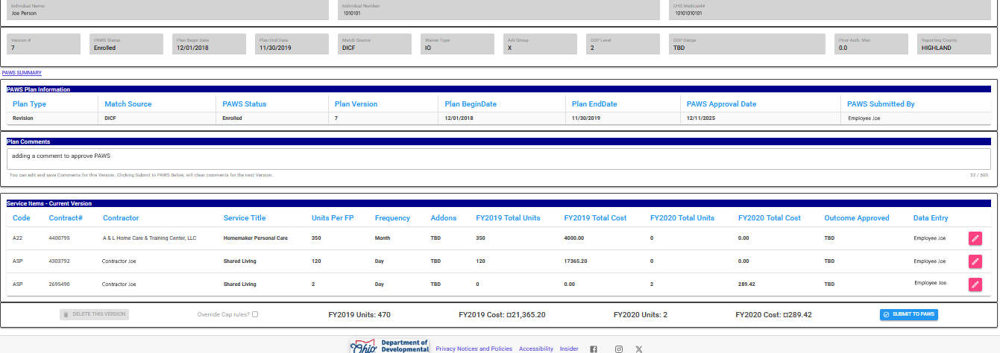 Individual Name: Individual Number: OHS Medicaid#
Joe Person 1010101 1010101010
Version # PAWS Status Plan Begin Date Plan End Date Match Source Waiver Type AAI Group DDP Level DDP Range Prior Auth. Max Reporting County
7 Enrolled 12/01/2018 11/30/2019 DICF IO X 2 TBD 0.0 HIGHLAND
PAWS SUMMARY
PAWS Plan Information
Plan Type Match Source PAWS Status Plan Version Plan BeginDate Plan EndDate PAWS Approval Date PAWS Submitted By
Revision DICF Enrolled 7 12/01/2018 11/30/2019 12/11/2025 Employee Joe
Plan Comments
adding a comment to approve PAWS
You can edit and save Comments for this Version. Clicking Submit to PAWS Below, will clear comments for the next Version. 32 / 500
Service Items - Current Version
Code Contract# Contractor Service Title Units Per FP Frequency Addons FY2019 Total Units FY2019 Total Cost FY2020 Total Units FY2020 Total Cost Outcome Approved Data Entry
A22 4400795 A & L Home Care & Training Center, LLC Homemaker Personal Care 350 Month TBD 350 4000.00 0 0.00 TBD Employee Joe
ASP 4303792 Contractor Joe Shared Living 120 Day TBD 120 17365.20 0 0.00 TBD Employee Joe
ASP 2695490 Contractor Joe Shared Living 2 Day TBD 0 0.00 2 289.42 TBD Employee Joe
DELETE THIS VERSION Override Cap rules? FY2019 Units: 470 FY2019 Cost: □21,365.20 FY2020 Units: 2 FY2020 Cost: □289.42 SUBMIT TO PAWS
Ohio Department of
Developmental Privacy Notices and Policies Accessibility Insider